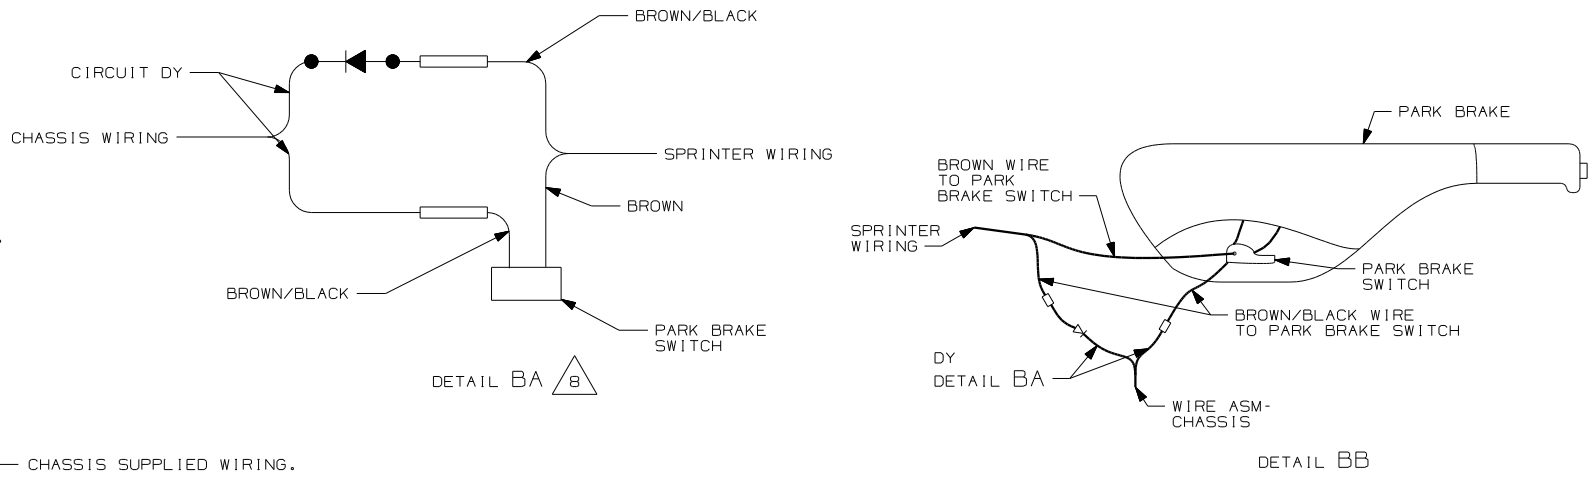 BROWN/BLACK
CIRCUIT DY
CHASSIS WIRING
SPRINTER WIRING
BROWN
BROWN/BLACK
PARK BRAKE
SWITCH
DETAIL BA
8
CHASSIS SUPPLIED WIRING.
PARK BRAKE
BROWN WIRE
TO PARK
BRAKE SWITCH
SPRINTER
WIRING
PARK BRAKE
SWITCH
BROWN/BLACK WIRE
TO PARK BRAKE SWITCH
DY
DETAIL BA
WIRE ASM-
CHASSIS
DETAIL BB